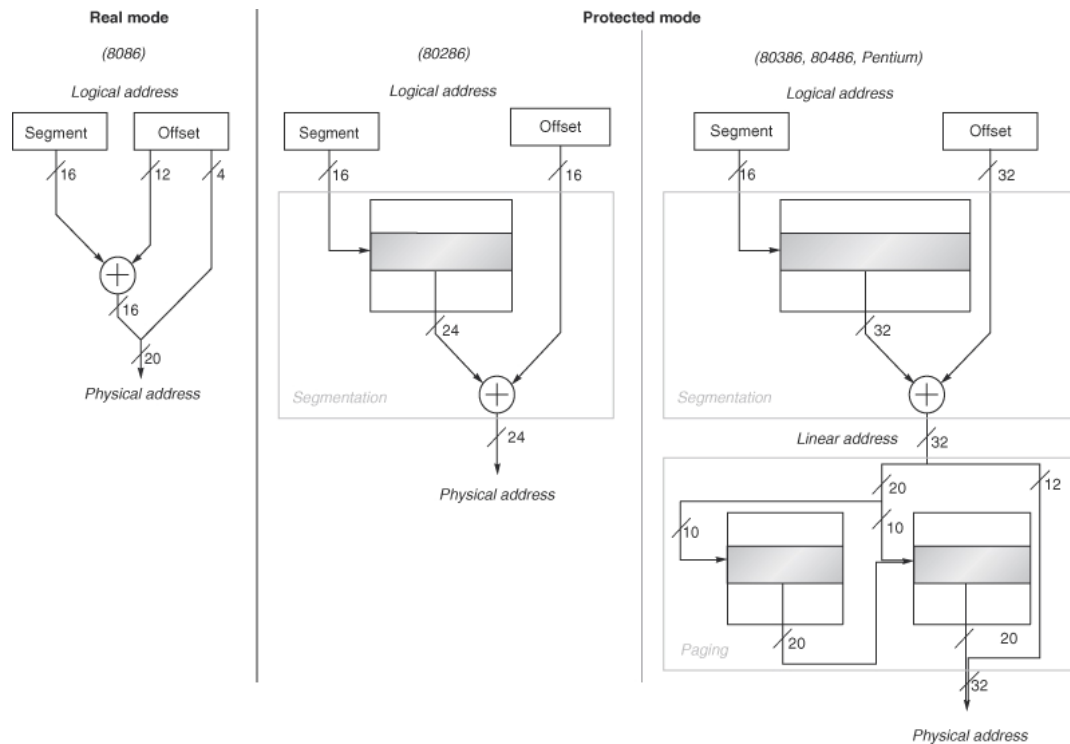 Real mode
Protected mode
(8086)
(80286)
(80386, 80486, Pentium)
Logical address
Logical address
Logical address
Segment
Offset
Segment
Offset
Segment
Offset
16
12
4
16
16
16
32
16
24
32
20
Physical address
Segmentation
Segmentation
24
Linear address
32
Physical address
20
12
10
10
20
20
Paging
32
Physical address